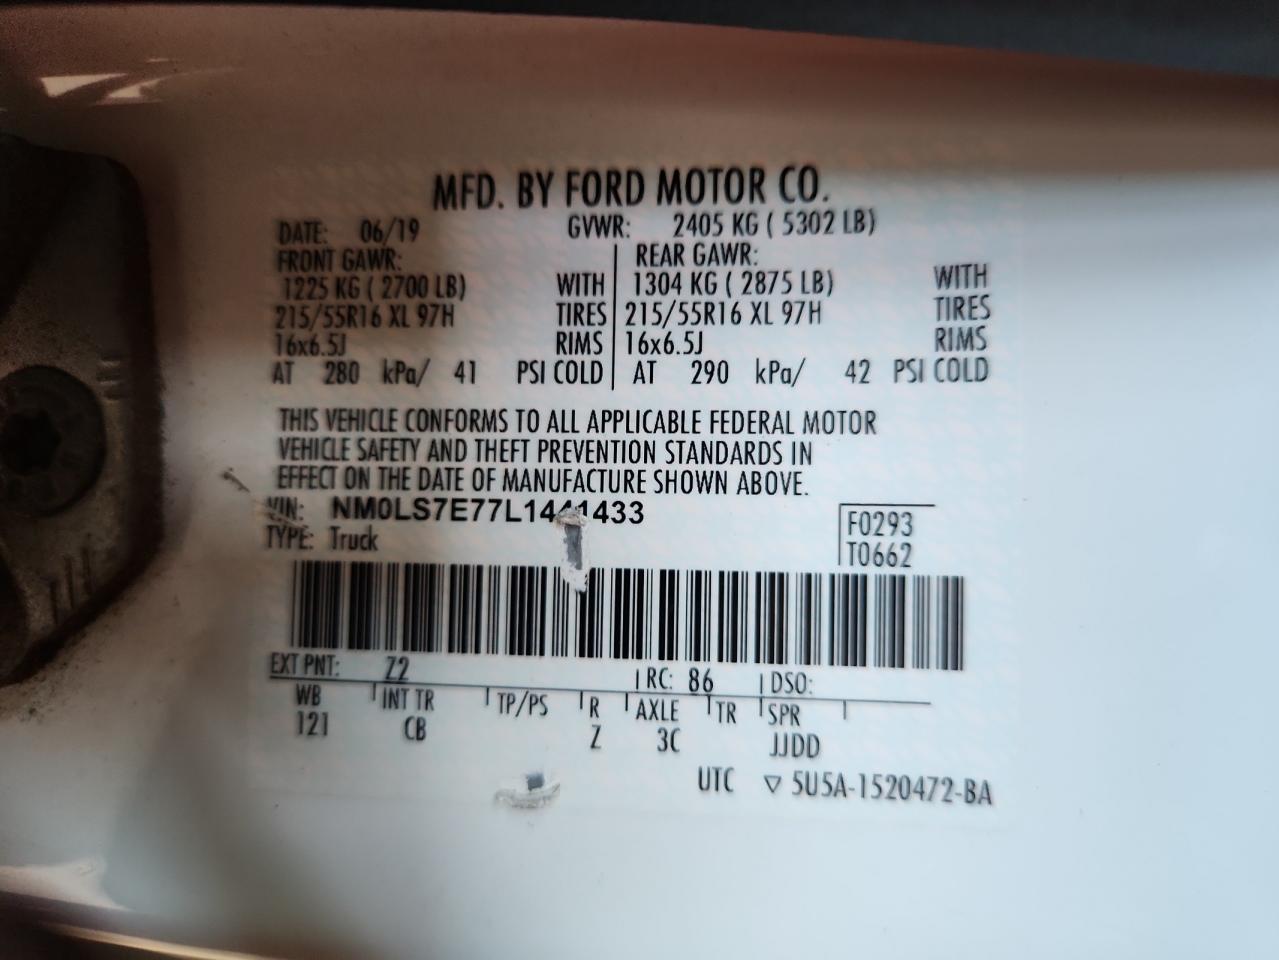 MFD. BY FORD MOTOR CO.
DATE: 06/19 GVWR: 2405 KG ( 5302 LB)
FRONT GAWR: REAR GAWR:
1225 KG ( 2700 LB) WITH 1304 KG ( 2875 LB) WITH
215/55R16 XL 97H TIRES 215/55R16 XL 97H TIRES
16x6.5J RIMS 16x6.5J RIMS
AT 280 kPa/ 41 PSI COLD AT 290 kPa/ 42 PSI COLD
THIS VEHICLE CONFORMS TO ALL APPLICABLE FEDERAL MOTOR
VEHICLE SAFETY AND THEFT PREVENTION STANDARDS IN
EFFECT ON THE DATE OF MANUFACTURE SHOWN ABOVE.
VIN: NM0LS7E77L1441433
TYPE: Truck
F0293
T0662
EXT PNT: Z2 RC: 86 DSO:
WB INT TR TP/PS R AXLE TR SPR
121 CB Z 3C JJDD
UTC ▽ 5U5A-1520472-BA